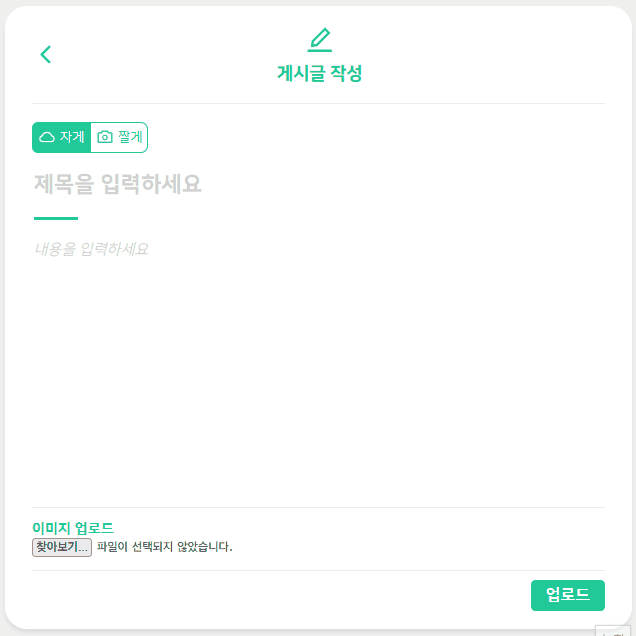 게시글 작성
자게 짤게
제목을 입력하세요
내용을 입력하세요
이미지 업로드
찾아보기... 파일이 선택되지 않았습니다.
업로드